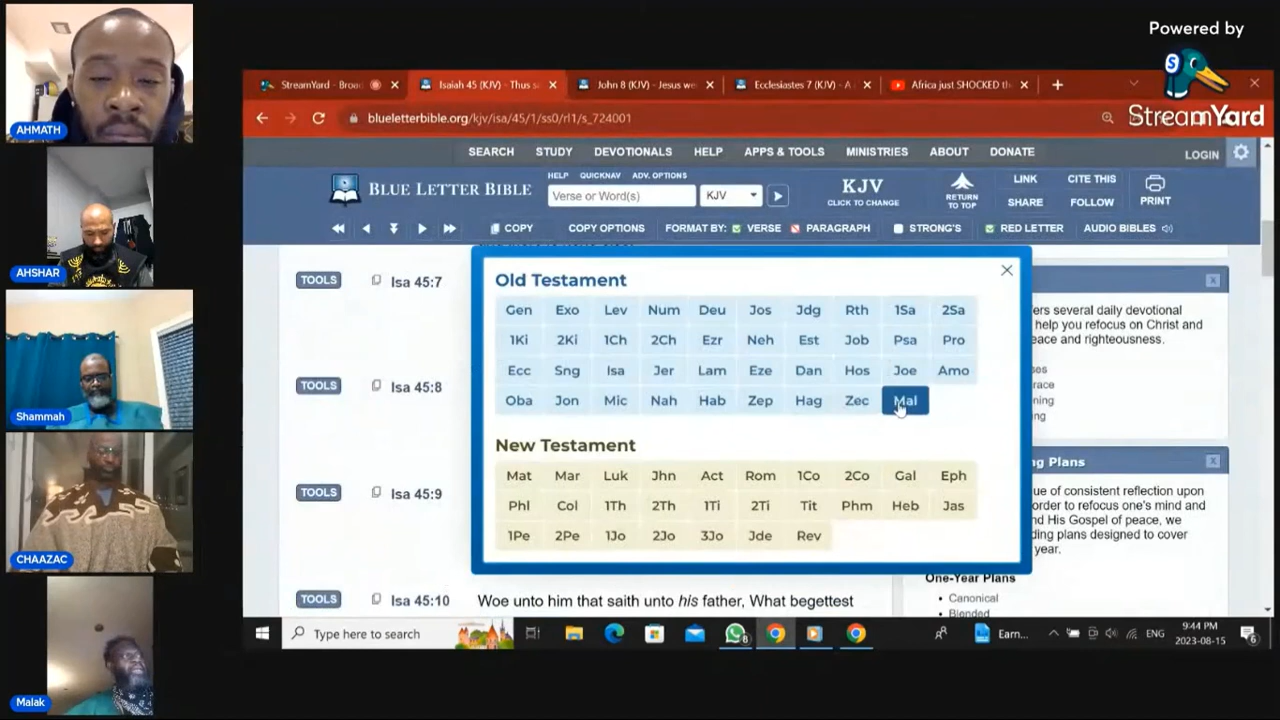 AHMATH
AHSHAR
Shammah
CHAAZAC
Malak
Powered by
S
StreamYard
StreamYard - Broad
Isaiah 45 (KJV) - Thus s
John 8 (KJV) - Jesus we
Ecclesiastes 7 (KJV) - A
Africa just SHOCKED th
blueletterbible.org/kjv/isa/45/1/ss0/rl1/s_724001
SEARCH STUDY DEVOTIONALS HELP APPS & TOOLS MINISTRIES ABOUT DONATE LOGIN
BLUE LETTER BIBLE
HELP QUICKNAV ADV. OPTIONS
Verse or Word(s) KJV
KJV
CLICK TO CHANGE
RETURN
TO TOP
LINK CITE THIS
SHARE FOLLOW
PRINT
COPY COPY OPTIONS FORMAT BY: VERSE PARAGRAPH STRONG'S RED LETTER AUDIO BIBLES
TOOLS Isa 45:7
TOOLS Isa 45:8
TOOLS Isa 45:9
TOOLS Isa 45:10 Woe unto him that saith unto his father, What begettest
Old Testament
Gen Exo Lev Num Deu Jos Jdg Rth 1Sa 2Sa
1Ki 2Ki 1Ch 2Ch Ezr Neh Est Job Psa Pro
Ecc Sng Isa Jer Lam Eze Dan Hos Joe Amo
Oba Jon Mic Nah Hab Zep Hag Zec Mal
New Testament
Mat Mar Luk Jhn Act Rom 1Co 2Co Gal Eph
Phl Col 1Th 2Th 1Ti 2Ti Tit Phm Heb Jas
1Pe 2Pe 1Jo 2Jo 3Jo Jde Rev
ers several daily devotional
help you refocus on Christ and
eace and righteousness.
ses
race
ning
ng
ng Plans
ue of consistent reflection upon
order to refocus one's mind and
nd His Gospel of peace, we
ding plans designed to cover
year.
One-Year Plans
Canonical
Blended
Type here to search
8
Earn...
ENG
9:44 PM
2023-08-15
6